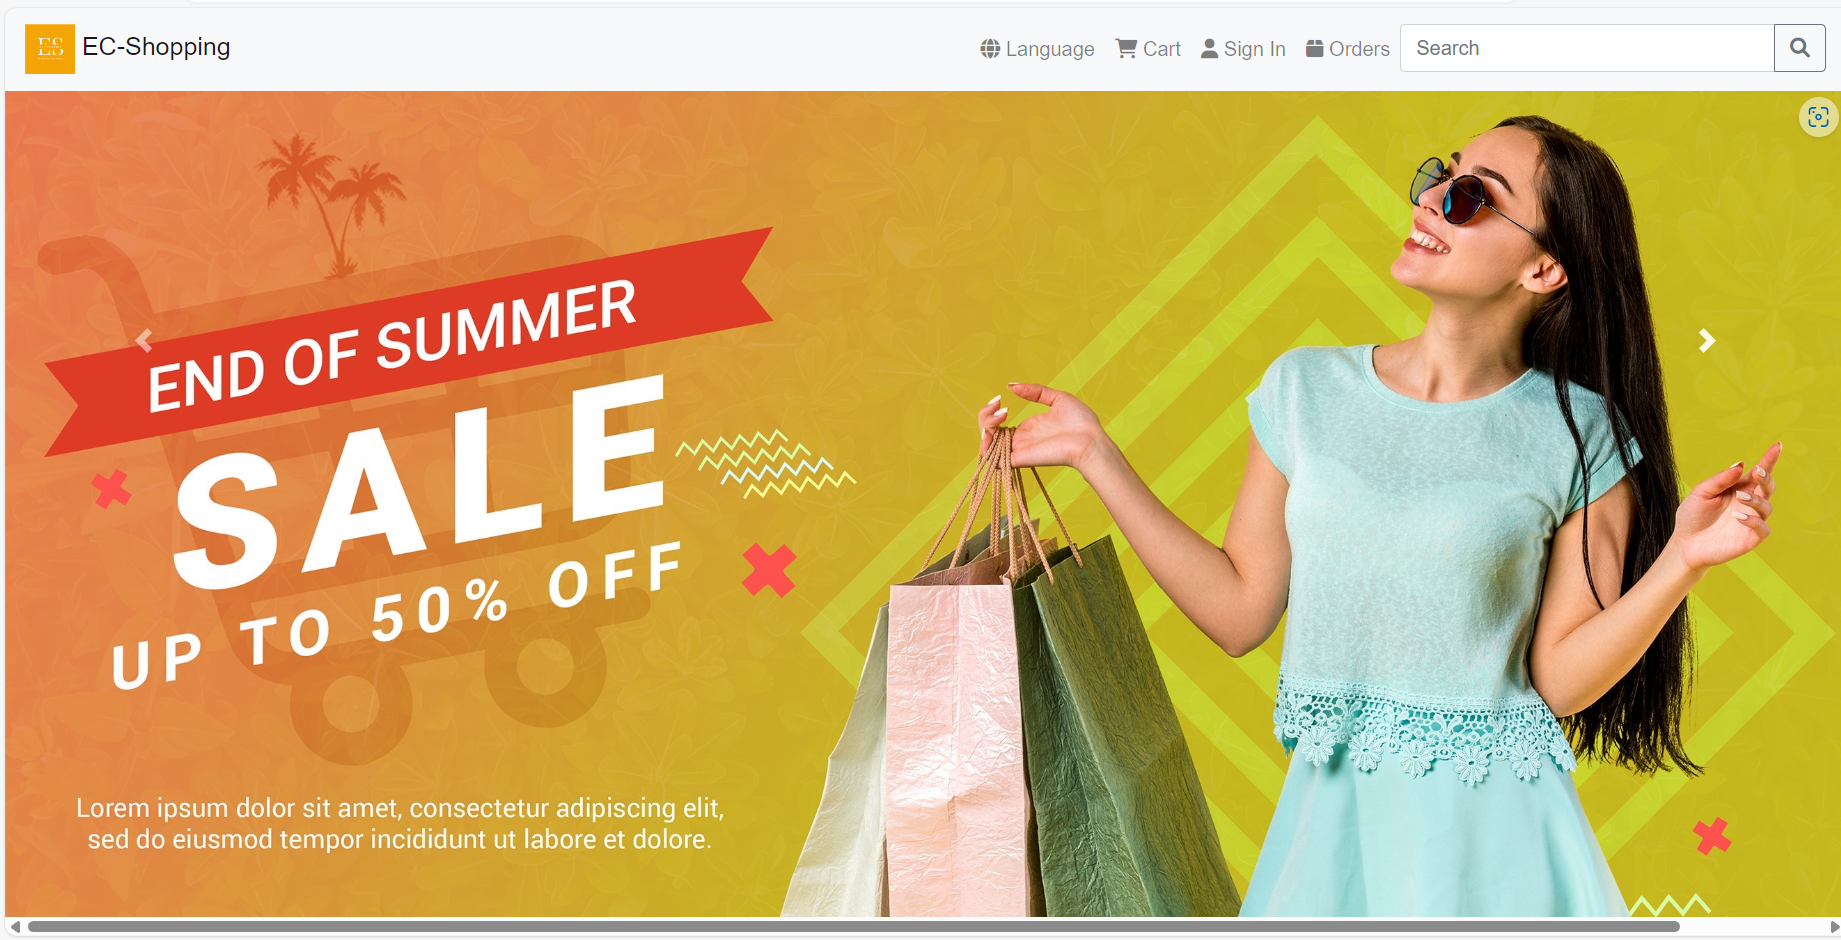 ES
EC-Shopping
Language
Cart
Sign In
Orders
Search
END OF SUMMER
SALE
UP TO 50% OFF
Lorem ipsum dolor sit amet, consectetur adipiscing elit,
sed do eiusmod tempor incididunt ut labore et dolore.